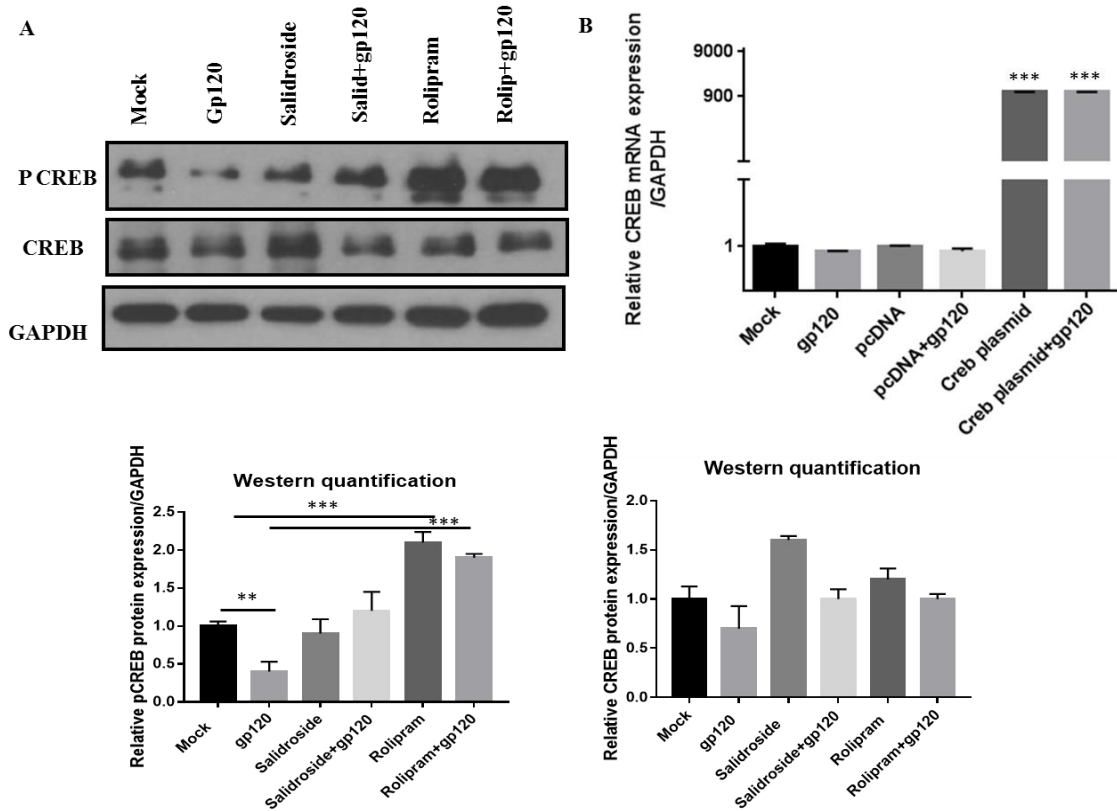 A
Mock
Gp120
Salidroside
Salid+gp120
Rolipram
Rolip+gp120
P CREB
CREB
GAPDH
B
Relative CREB mRNA expression
/GAPDH
9000
900
1
***
***
Mock
gp120
pcDNA
pcDNA+gp120
Creb plasmid
Creb plasmid+gp120
Western quantification
Relative pCREB protein expression/GAPDH
2.5
2.0
1.5
1.0
0.5
0.0
***
***
**
Mock
gp120
Salidroside
Salidroside+gp120
Rolipram
Rolipram+gp120
Western quantification
Relative CREB protein expression/GAPDH
2.0
1.5
1.0
0.5
0.0
Mock
gp120
Salidroside
Salidroside+gp120
Rolipram
Rolipram+gp120